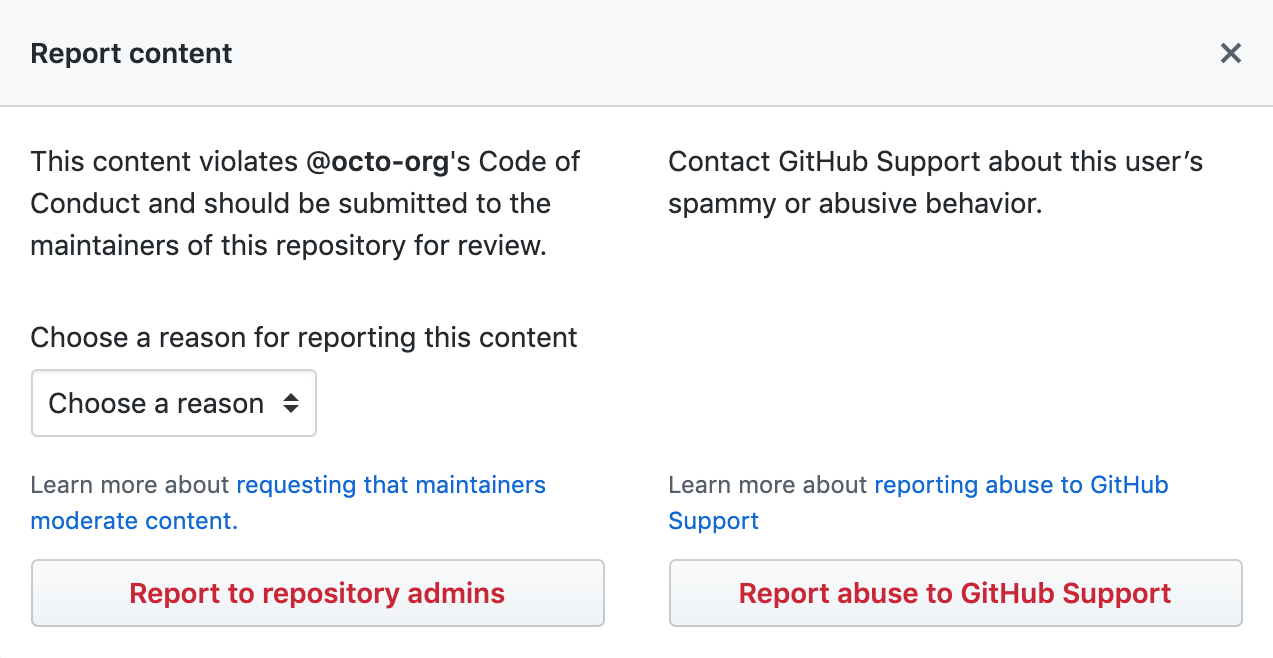 Report content
This content violates @octo-org's Code of
Conduct and should be submitted to the
maintainers of this repository for review.
Choose a reason for reporting this content
Choose a reason
Learn more about requesting that maintainers
moderate content.
Report to repository admins
Contact GitHub Support about this user’s
spammy or abusive behavior.
Learn more about reporting abuse to GitHub
Support
Report abuse to GitHub Support